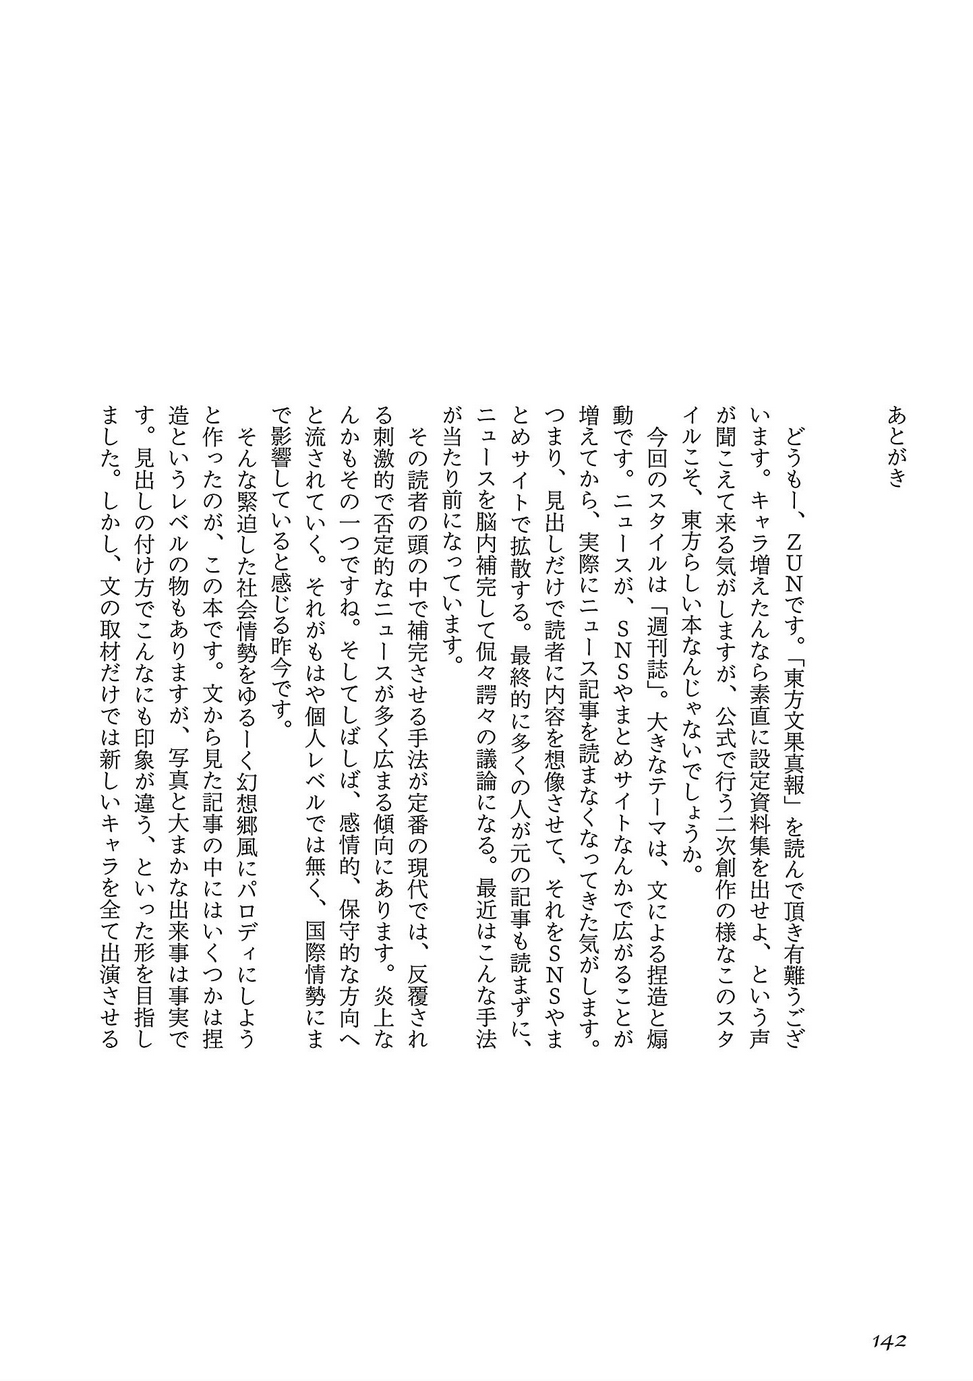 あとがき
どうもー、ZUNです。「東方文果真報」を読んで頂き有難うござ
います。キャラ増えたんなら素直に設定資料集を出せよ、という声
が聞こえて来る気がしますが、公式で行う二次創作の様なこのスタ
イルこそ、東方らしい本なんじゃないでしょうか。
今回のスタイルは「週刊誌」。大きなテーマは、文による捏造と煽
動です。ニュースが、SNSやまとめサイトなんかで広がることが
増えてから、実際にニュース記事を読まなくなってきた気がします。
つまり、見出しだけで読者に内容を想像させて、それをSNSやま
とめサイトで拡散する。最終的に多くの人が元の記事も読まずに、
ニュースを脳内補完して侃々諤々の議論になる。最近はこんな手法
が当たり前になっています。
その読者の頭の中で補完させる手法が定番の現代では、反覆され
る刺激的で否定的なニュースが多く広まる傾向にあります。炎上な
んかもその一つですね。そしてしばしば、感情的、保守的な方向へ
と流されていく。それがもはや個人レベルでは無く、国際情勢にま
で影響していると感じる昨今です。
そんな緊迫した社会情勢をゆるーく幻想郷風にパロディにしよう
と作ったのが、この本です。文から見た記事の中にはいくつかは捏
造というレベルの物もありますが、写真と大まかな出来事は事実で
す。見出しの付け方でこんなにも印象が違う、といった形を目指し
ました。しかし、文の取材だけでは新しいキャラを全て出演させる
142